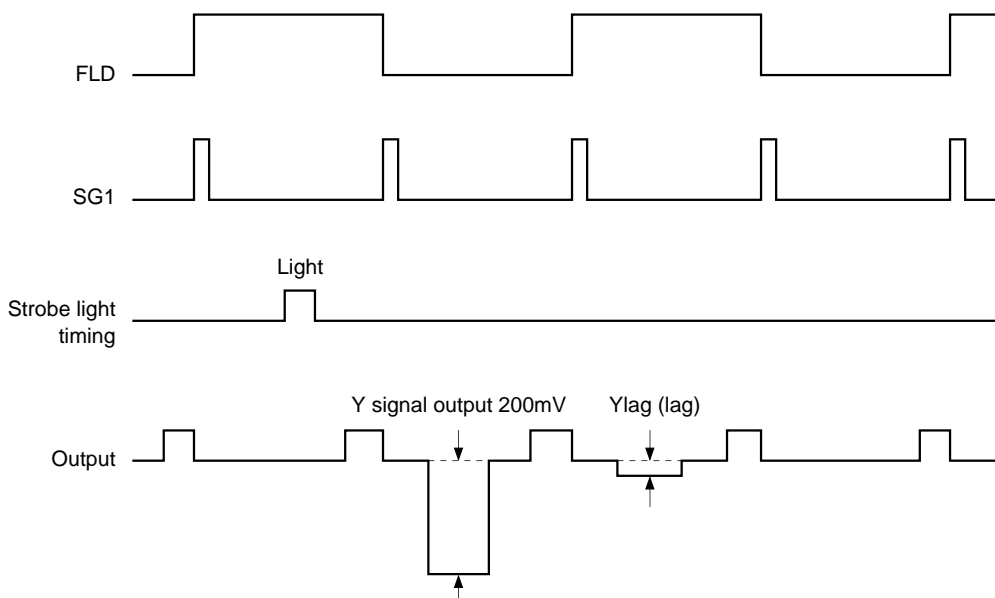 FLD
SG1
Light
Strobe light
timing
Y signal output 200mV
Ylag (lag)
Output